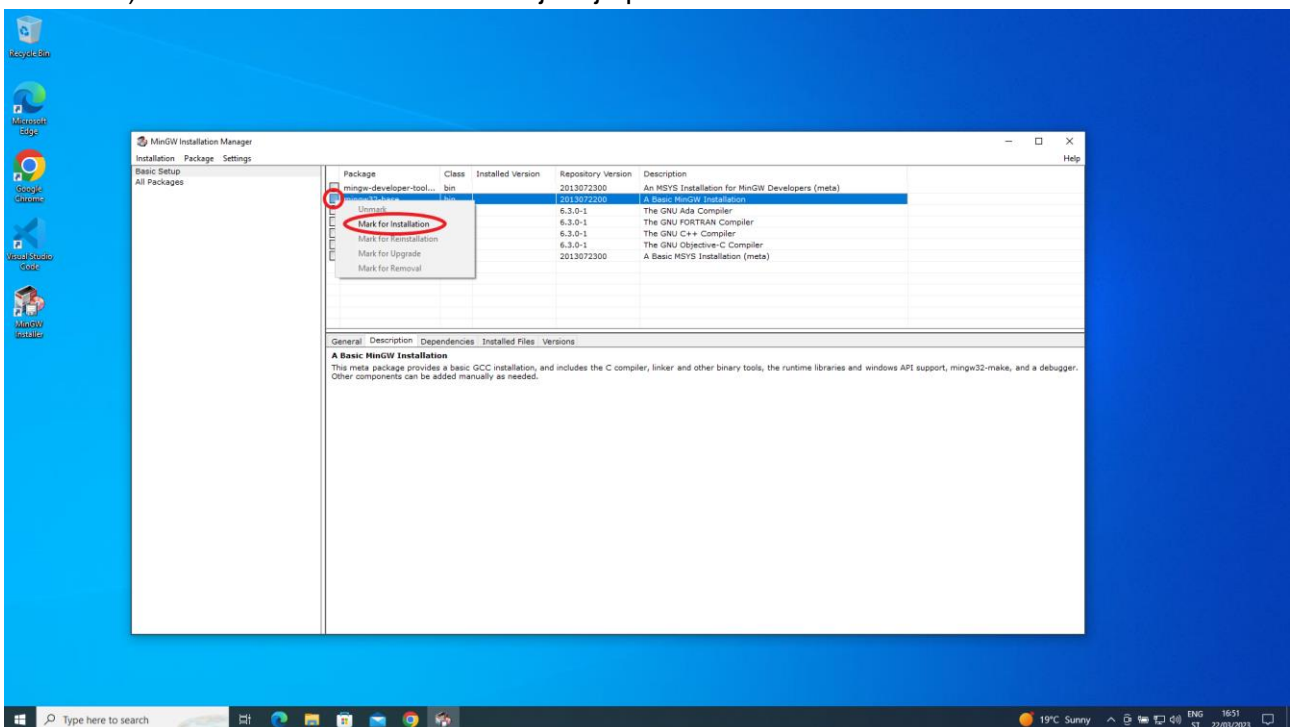 Recycle Bin
Microsoft
Edge
Google
Chrome
Visual Studio
Code
MinGW
Installer
MinGW Installation Manager
Installation Package Settings Help
Basic Setup
All Packages
Package Class Installed Version Repository Version Description
mingw-developer-tool... bin 2013072300 An MSYS Installation for MinGW Developers (meta)
mingw32-base bin 2013072200 A Basic MinGW Installation
6.3.0-1 The GNU Ada Compiler
6.3.0-1 The GNU FORTRAN Compiler
6.3.0-1 The GNU C++ Compiler
6.3.0-1 The GNU Objective-C Compiler
2013072300 A Basic MSYS Installation (meta)
Unmark
Mark for Installation
Mark for Reinstallation
Mark for Upgrade
Mark for Removal
General Description Dependencies Installed Files Versions
A Basic MinGW Installation
This meta package provides a basic GCC installation, and includes the C compiler, linker and other binary tools, the runtime libraries and windows API support, mingw32-make, and a debugger.
Other components can be added manually as needed.
Type here to search
19°C Sunny
ENG
ST
16:51
22/03/2023